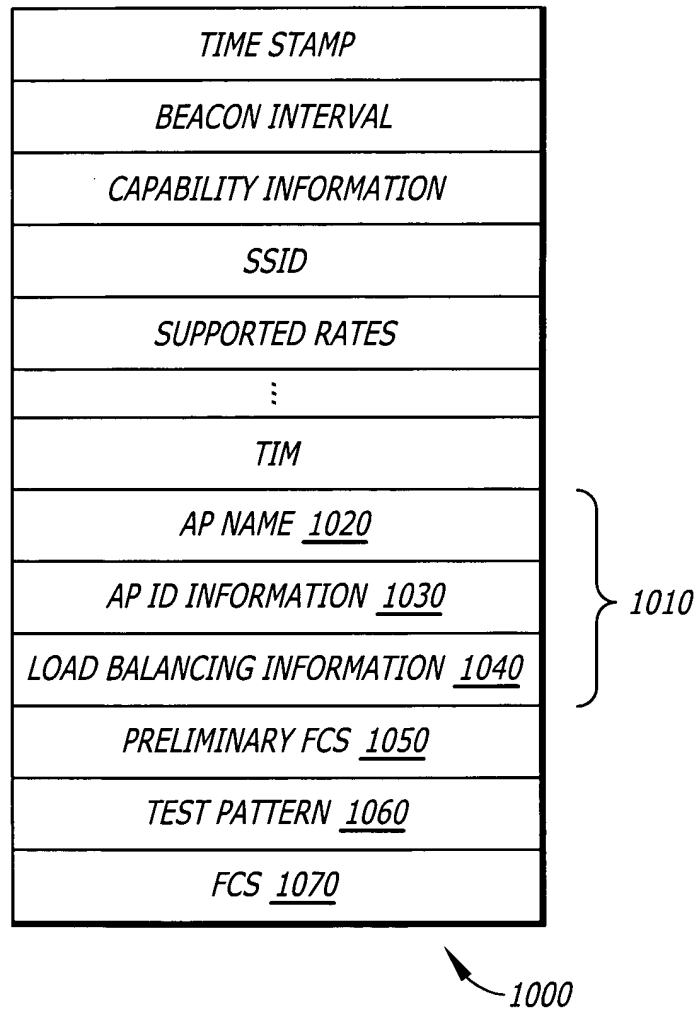 TIME STAMP
BEACON INTERVAL
CAPABILITY INFORMATION
SSID
SUPPORTED RATES
⋮
TIM
AP NAME 1020
AP ID INFORMATION 1030
1010
LOAD BALANCING INFORMATION 1040
PRELIMINARY FCS 1050
TEST PATTERN 1060
FCS 1070
1000